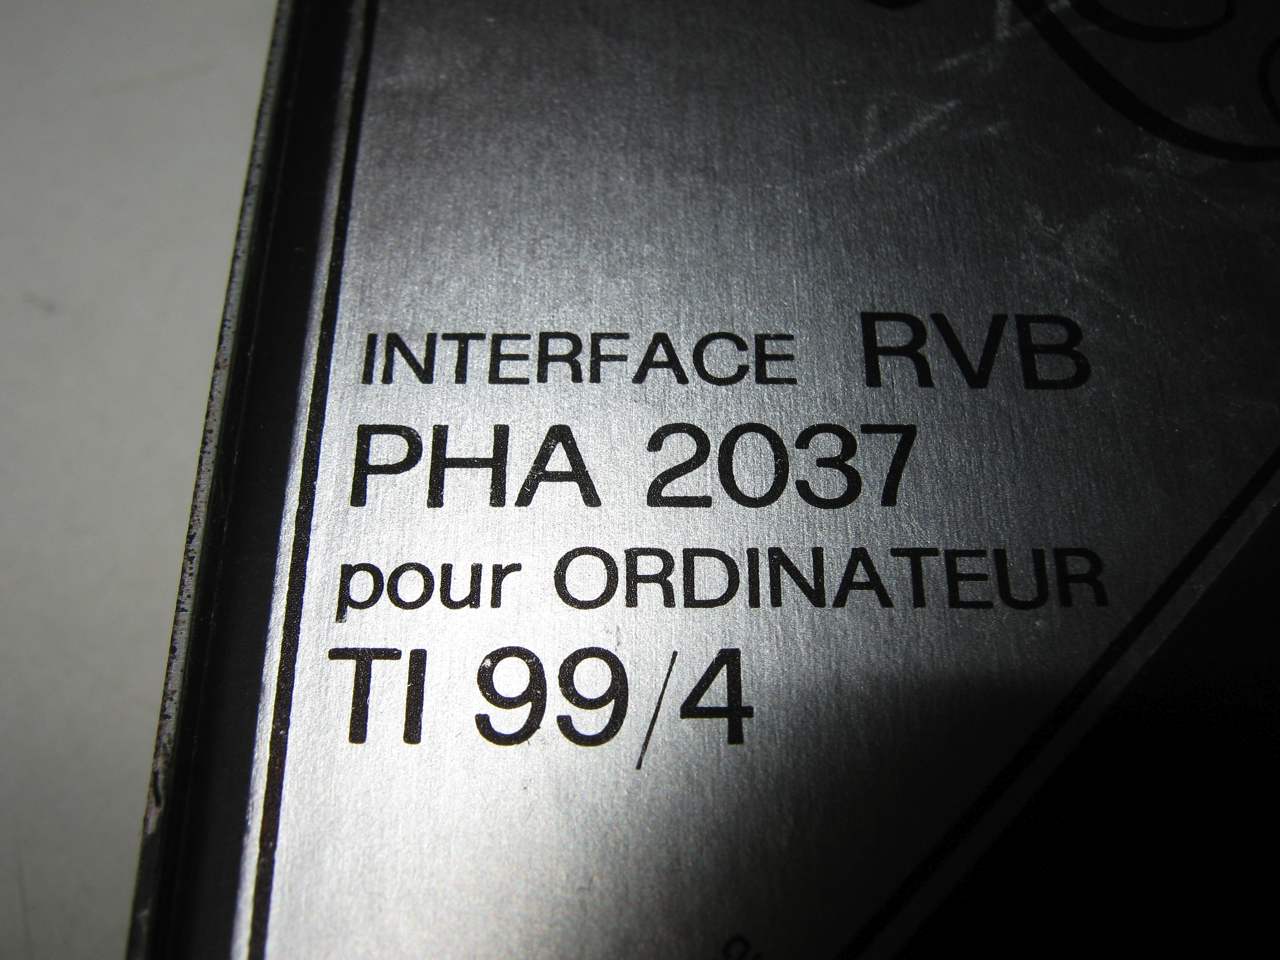 INTERFACE RVB
PHA 2037
pour ORDINATEUR
TI 99/4